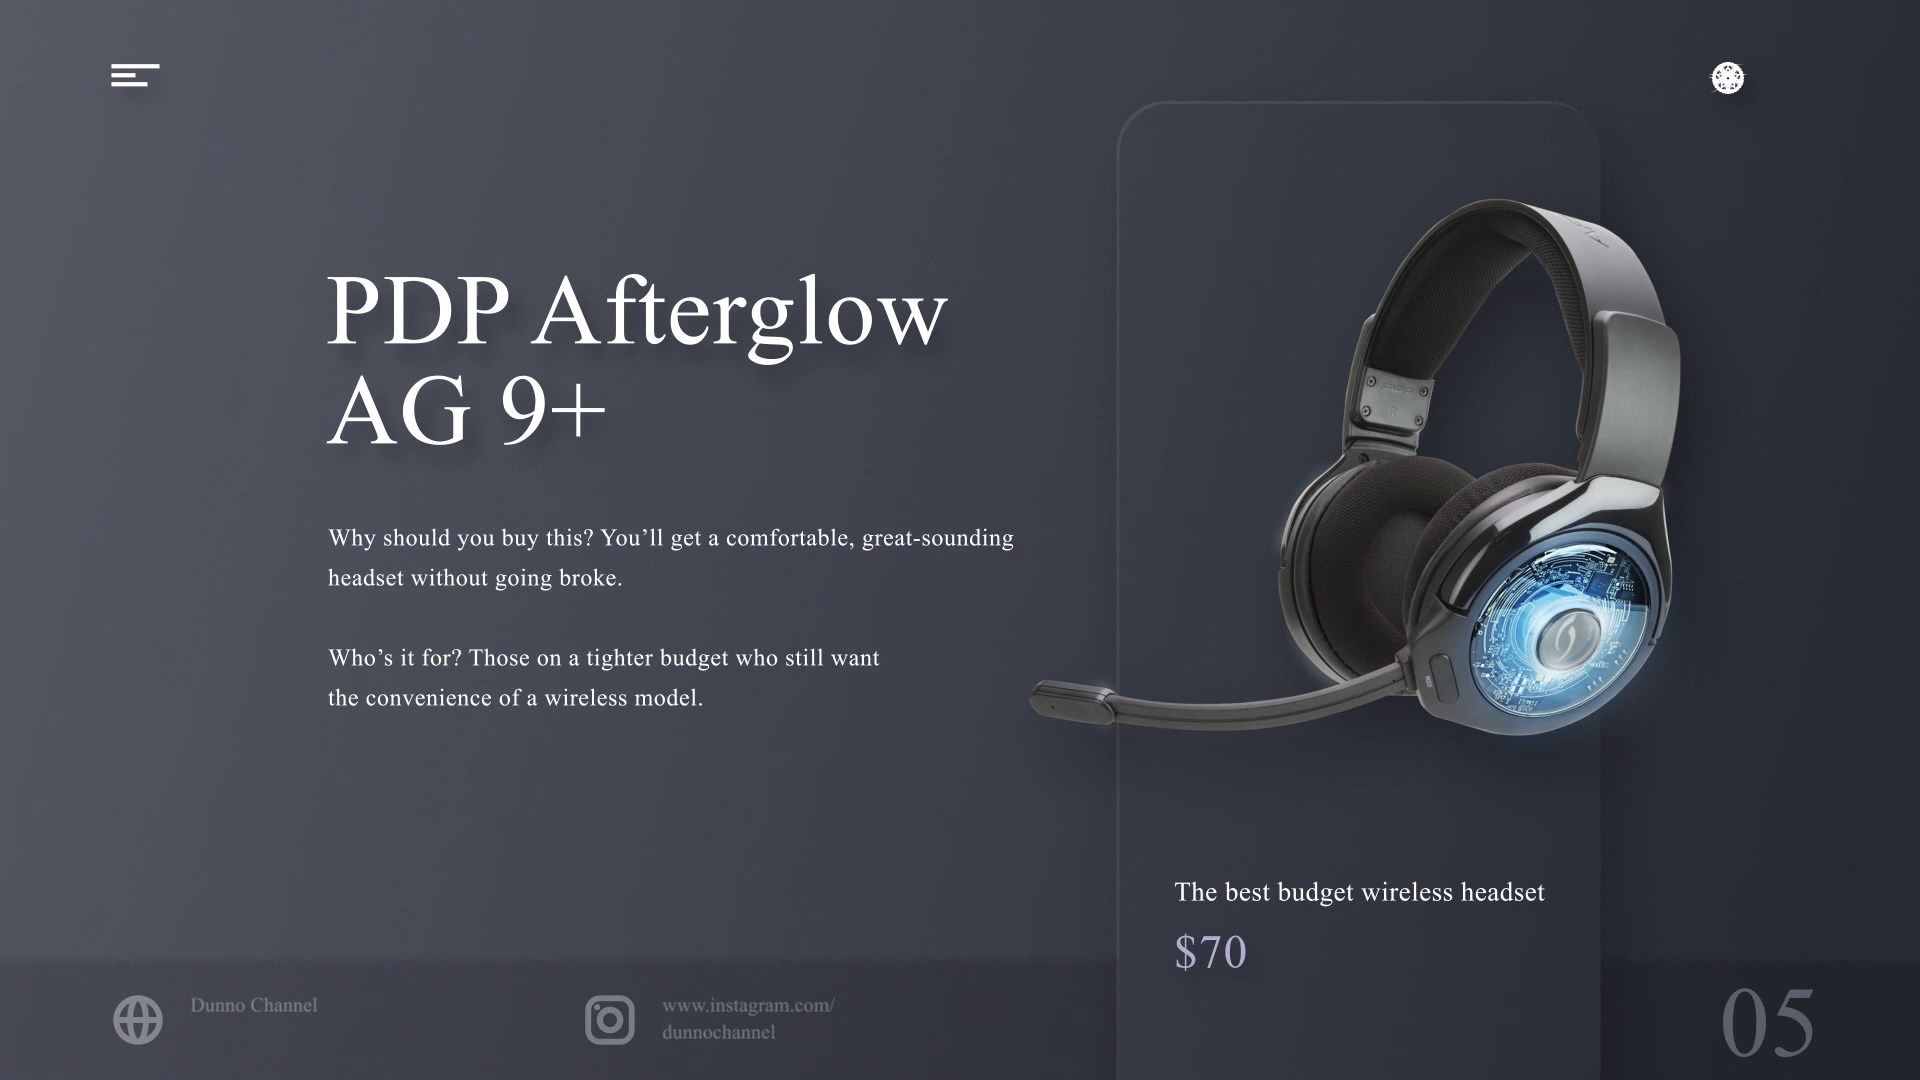 PDP Afterglow
AG 9+
Why should you buy this? You’ll get a comfortable, great-sounding
headset without going broke.
Who’s it for? Those on a tighter budget who still want
the convenience of a wireless model.
pdp
R
The best budget wireless headset
$70
Dunno Channel
www.instagram.com/
dunnochannel
05